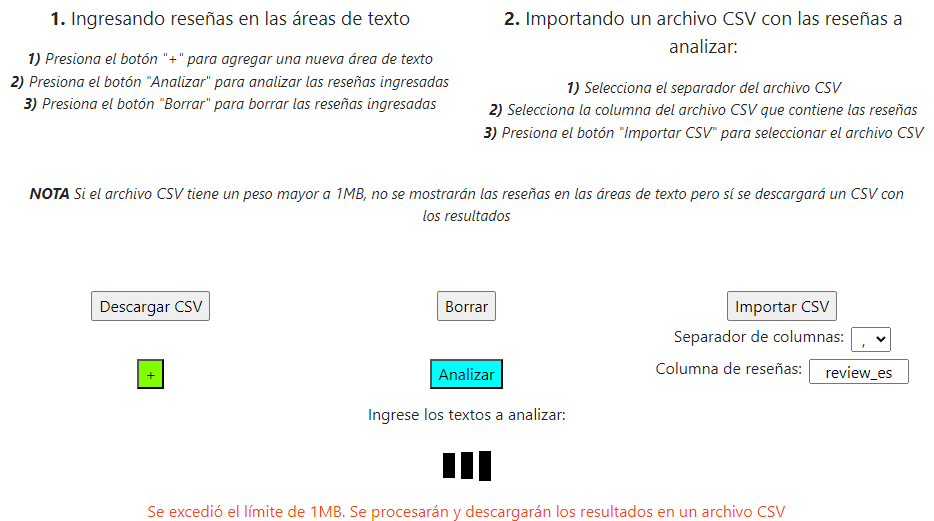 1. Ingresando reseñas en las áreas de texto
1) Presiona el botón "+" para agregar una nueva área de texto
2) Presiona el botón "Analizar" para analizar las reseñas ingresadas
3) Presiona el botón "Borrar" para borrar las reseñas ingresadas
2. Importando un archivo CSV con las reseñas a
analizar:
1) Selecciona el separador del archivo CSV
2) Selecciona la columna del archivo CSV que contiene las reseñas
3) Presiona el botón "Importar CSV" para seleccionar el archivo CSV
NOTA Si el archivo CSV tiene un peso mayor a 1MB, no se mostrarán las reseñas en las áreas de texto pero sí se descargará un CSV con
los resultados
Descargar CSV
Borrar
Importar CSV
Separador de columnas: ,
+
Analizar
Columna de reseñas: review_es
Ingrese los textos a analizar:
Se excedió el límite de 1MB. Se procesarán y descargarán los resultados en un archivo CSV